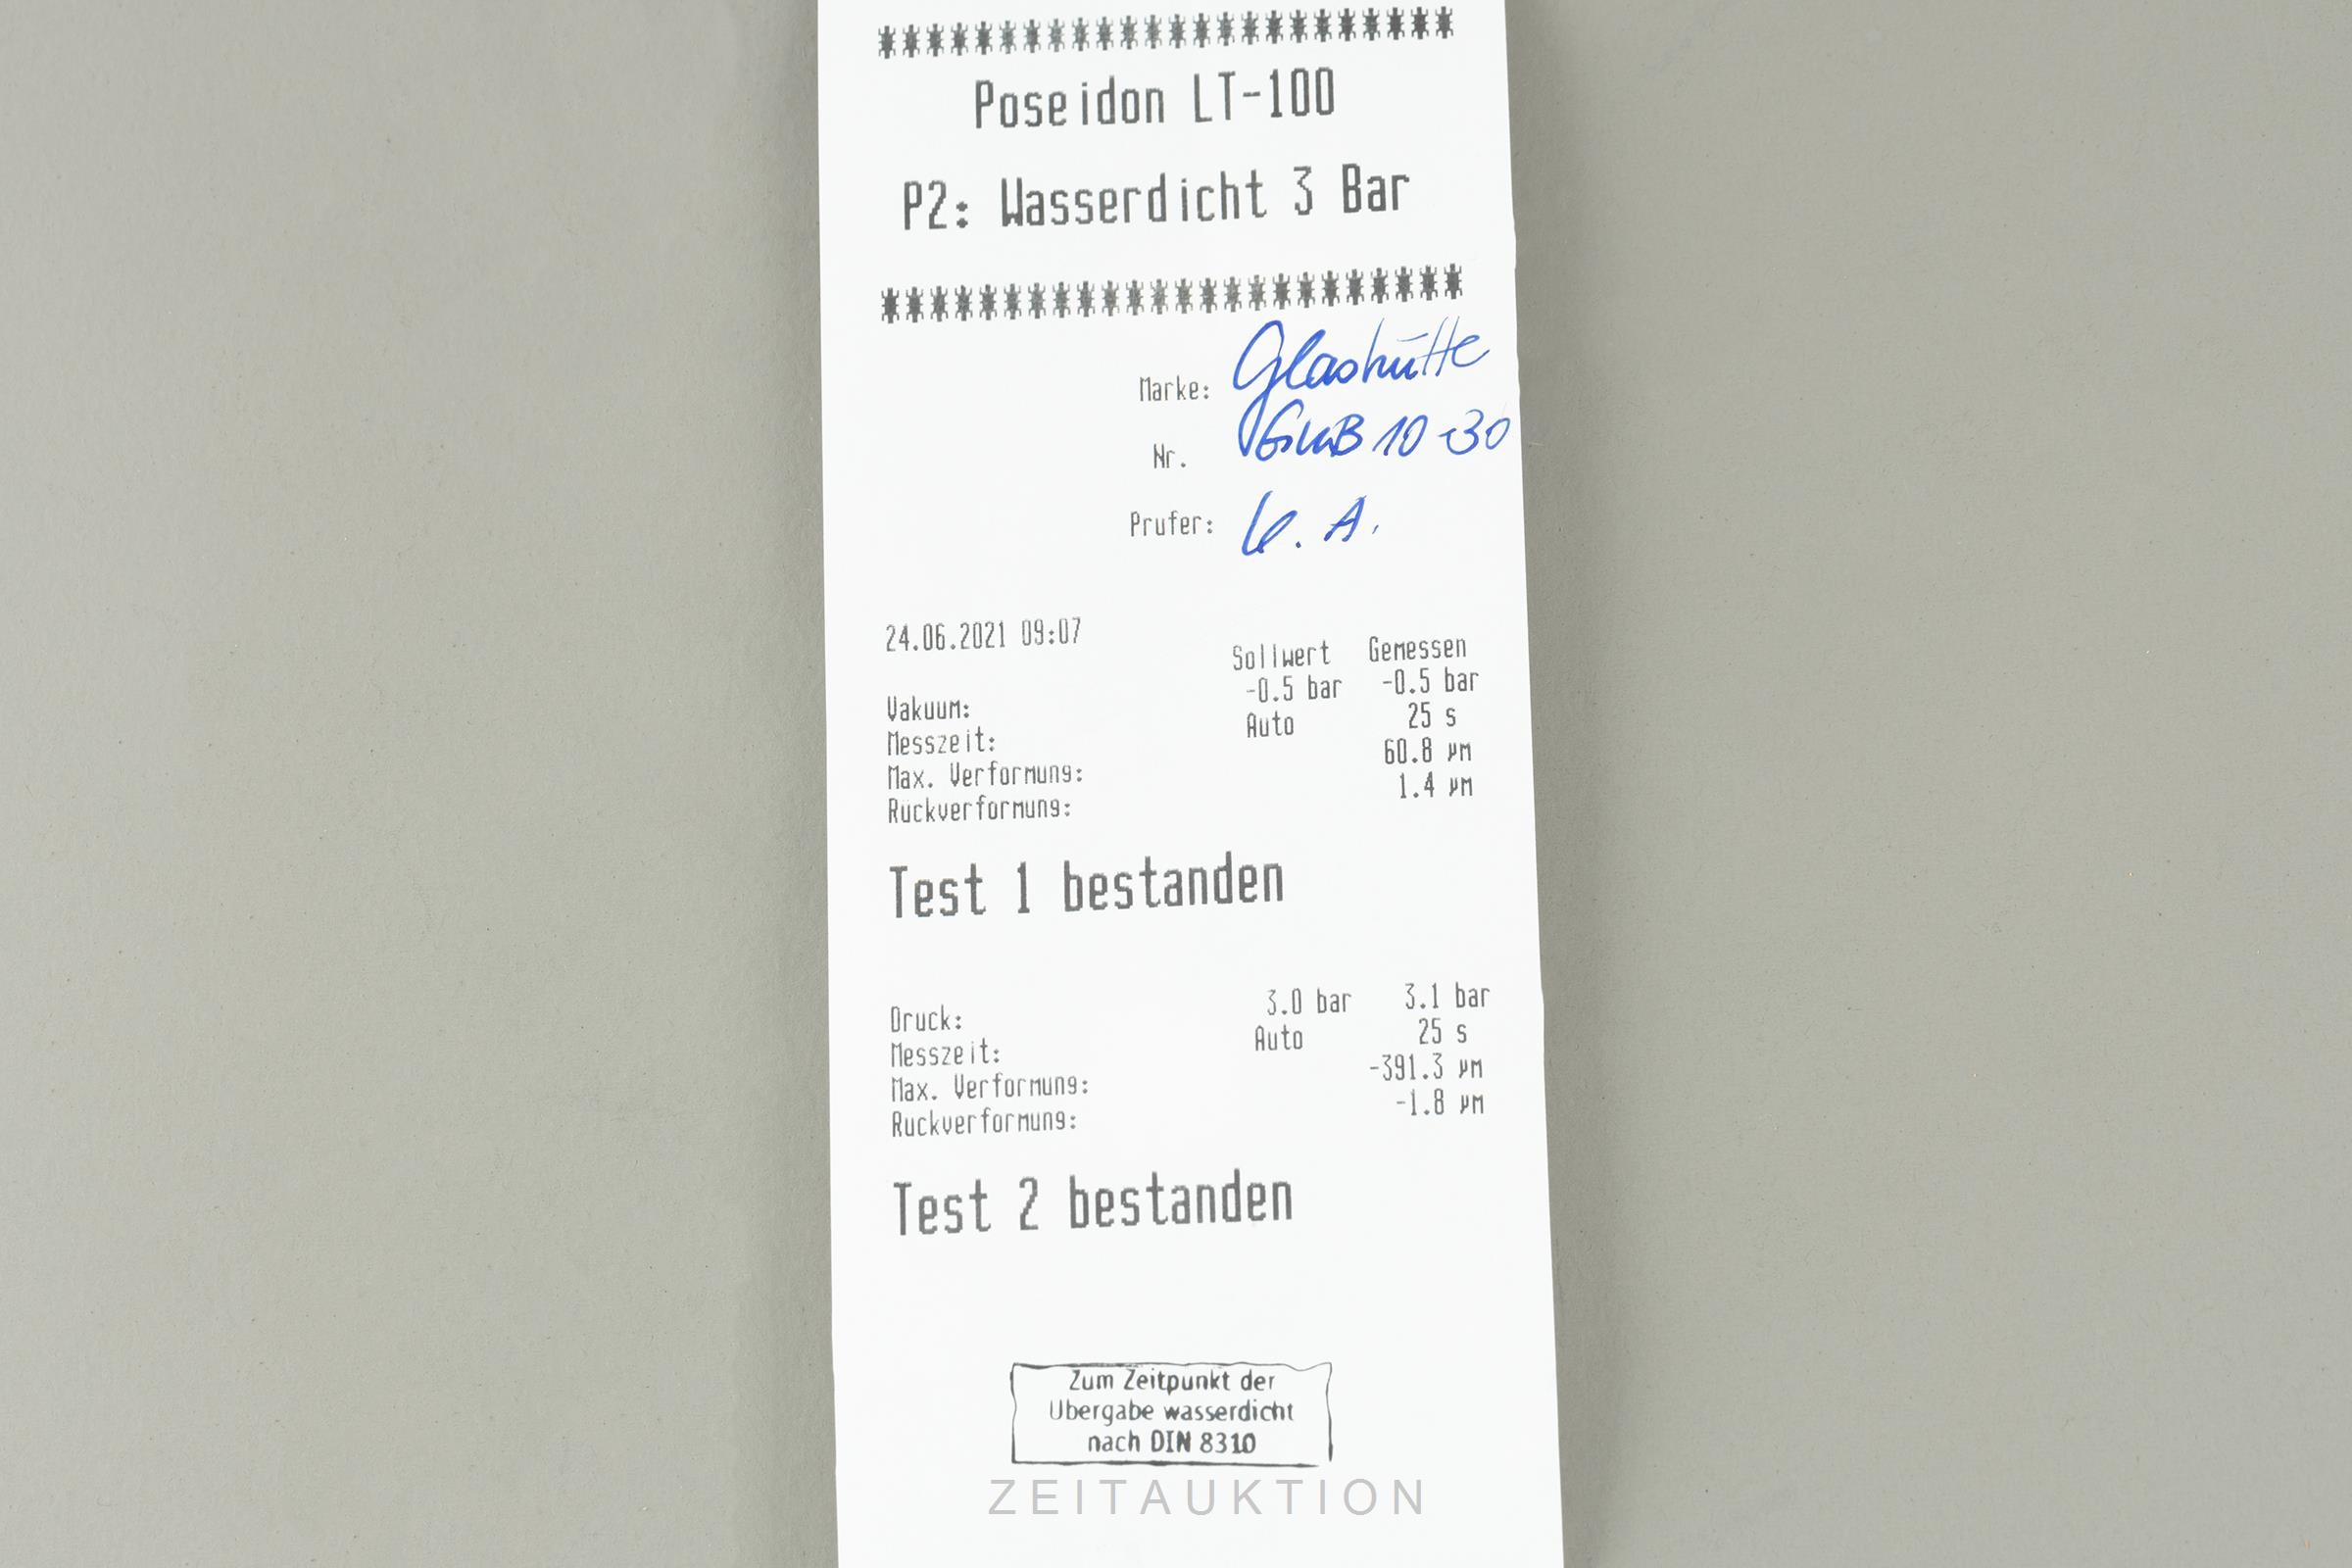 ************************
Poseidon LT-100
P2: Wasserdicht 3 Bar
************************
Marke: Glashütte
Nr. 10-30
Prufer: A.
24.06.2021 09:07
Sollwert Gemessen
Vakuum: -0.5 bar -0.5 bar
Messzeit: Auto 25 s
Max. Verformung: 60.8 µm
Ruckverformung: 1.4 µm
Test 1 bestanden
Druck: 3.0 bar 3.1 bar
Messzeit: Auto 25 s
Max. Verformung: -391.3 µm
Ruckverformung: -1.8 µm
Test 2 bestanden
Zum Zeitpunkt der
Ubergabe wasserdicht
nach DIN 8310
ZEITAUKTION